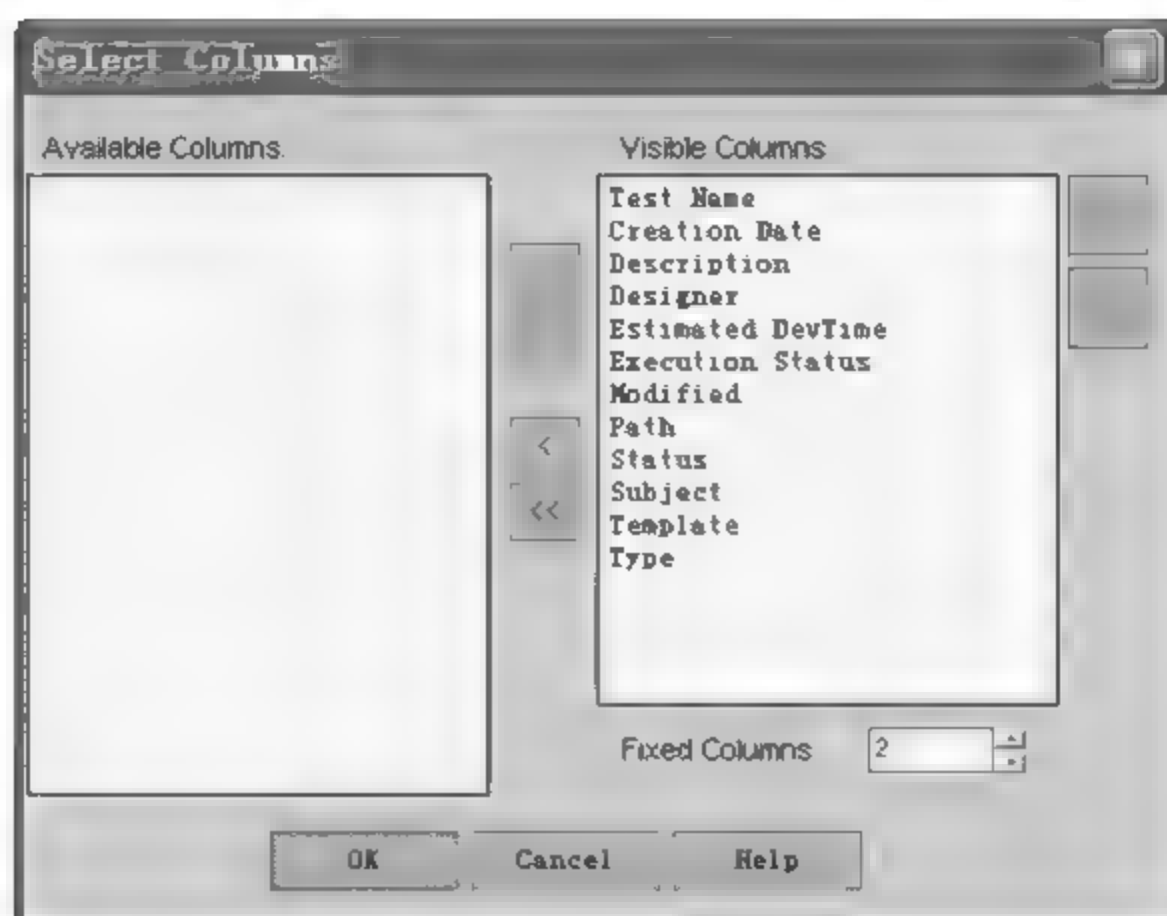 Select Columns
Available Columns
Visible Columns
Test Name
Creation Date
Description
Designer
Estimated DevTime
Execution Status
Modified
Path
Status
Subject
Template
Type
<
<<
Fixed Columns 2
OK Cancel Help